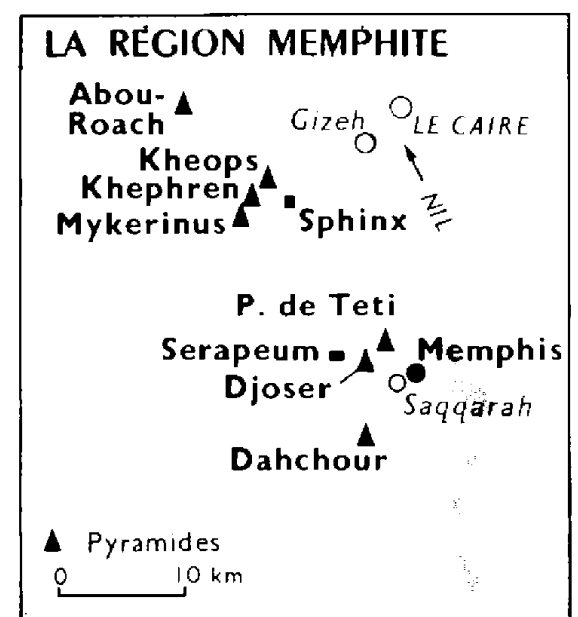 LA RÉGION MEMPHITE
Abou-
Roach
Gizeh
LE CAIRE
Kheops
Khephren
NIL
Mykerinus
Sphinx
P. de Teti
Serapeum
Memphis
Djoser
Saqqarah
Dahchour
Pyramides
0 10 km